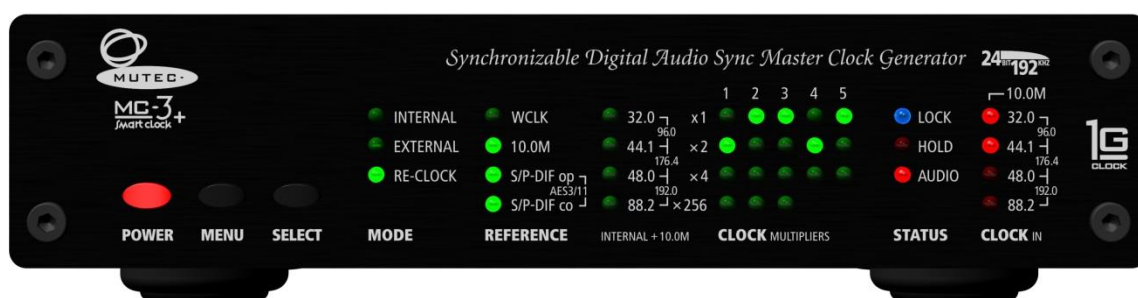 Synchronizable Digital Audio Sync Master Clock Generator
24 BIT 192 KHZ
MUTEC
MC-3+
Smart clock
1 2 3 4 5
10.0M
INTERNAL
EXTERNAL
RE-CLOCK
WCLK
10.0M
S/P-DIF op
AES3/11
S/P-DIF co
32.0
96.0
44.1
176.4
48.0
192.0
88.2
x1
x2
x4
x256
LOCK
HOLD
AUDIO
32.0
96.0
44.1
176.4
48.0
192.0
88.2
1G
CLOCK
POWER
MENU
SELECT
MODE
REFERENCE
INTERNAL + 10.0M
CLOCK MULTIPLIERS
STATUS
CLOCK IN